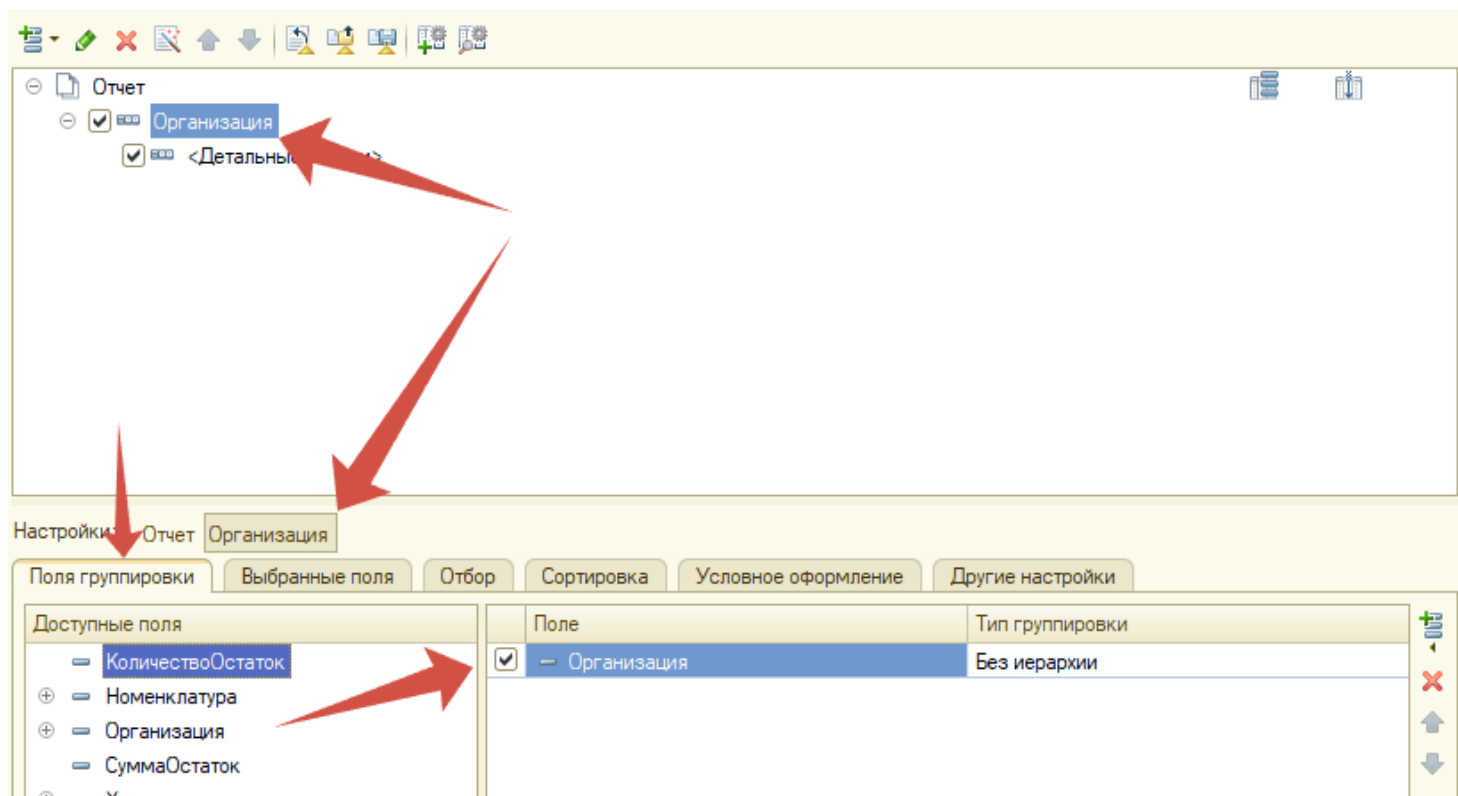 Отчет
Организация
<Детальны
Настройки: Отчет Организация
Поля группировки Выбранные поля Отбор Сортировка Условное оформление Другие настройки
Доступные поля Поле Тип группировки
КоличествоОстаток Организация Без иерархии
Номенклатура
Организация
СуммаОстаток